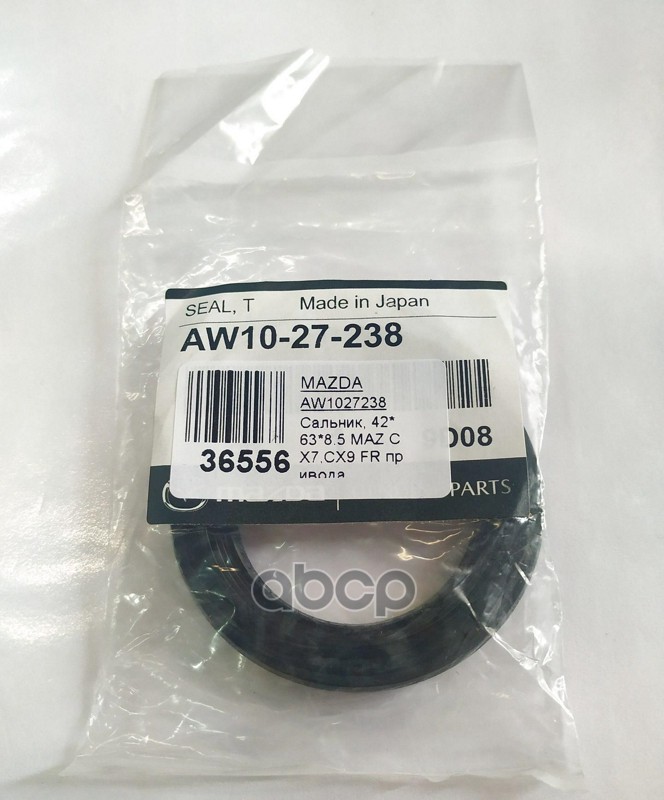 SEAL, T Made in Japan
AW10-27-238
MAZDA
AW1027238
Сальник, 42*
63*8.5 MAZ C
X7,CX9 FR пр
ивода
36556
9D08
PARTS
abcp